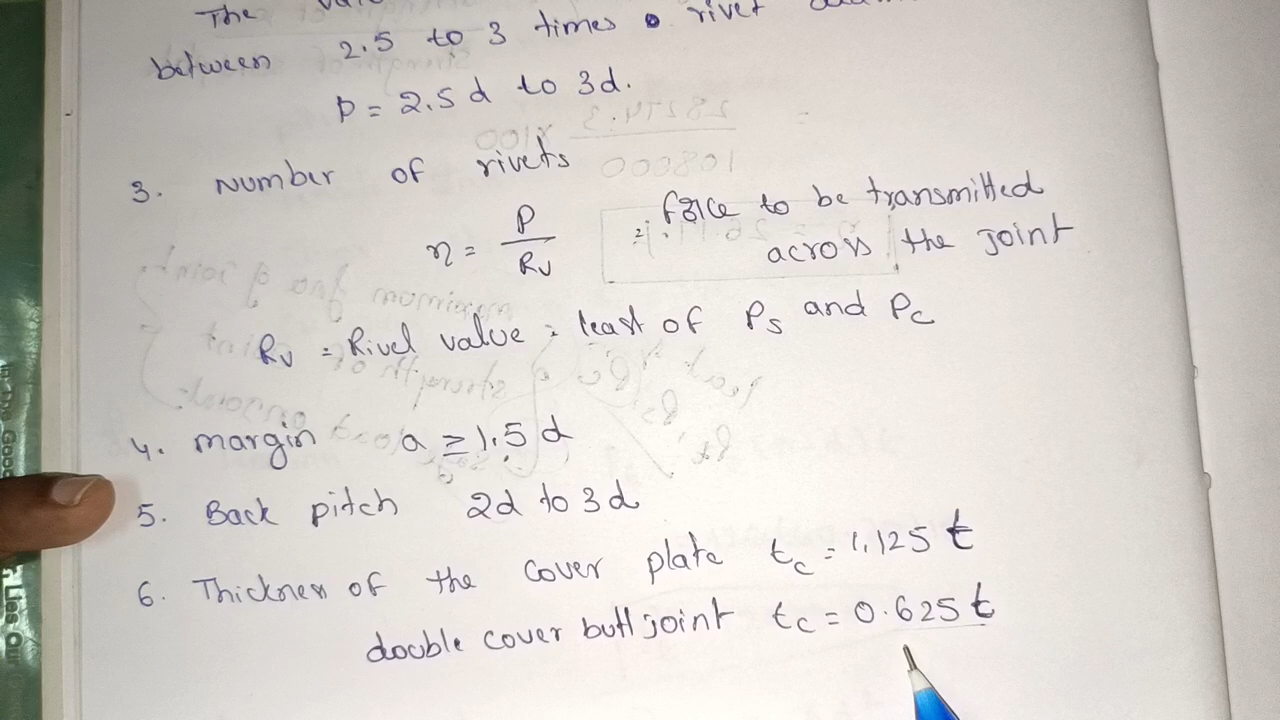 The
between 2.5 to 3 times rivet
p = 2.5 d to 3d.
3. Number of rivets
n = P / Rv = force to be transmitted
across the joint
Rv = Rivel value = least of Ps and Pc
4. margin a ≥ 1.5 d
5. Back pitch 2d to 3d
6. Thickness of the cover plate tc = 1.125 t
double cover butt joint tc = 0.625 t